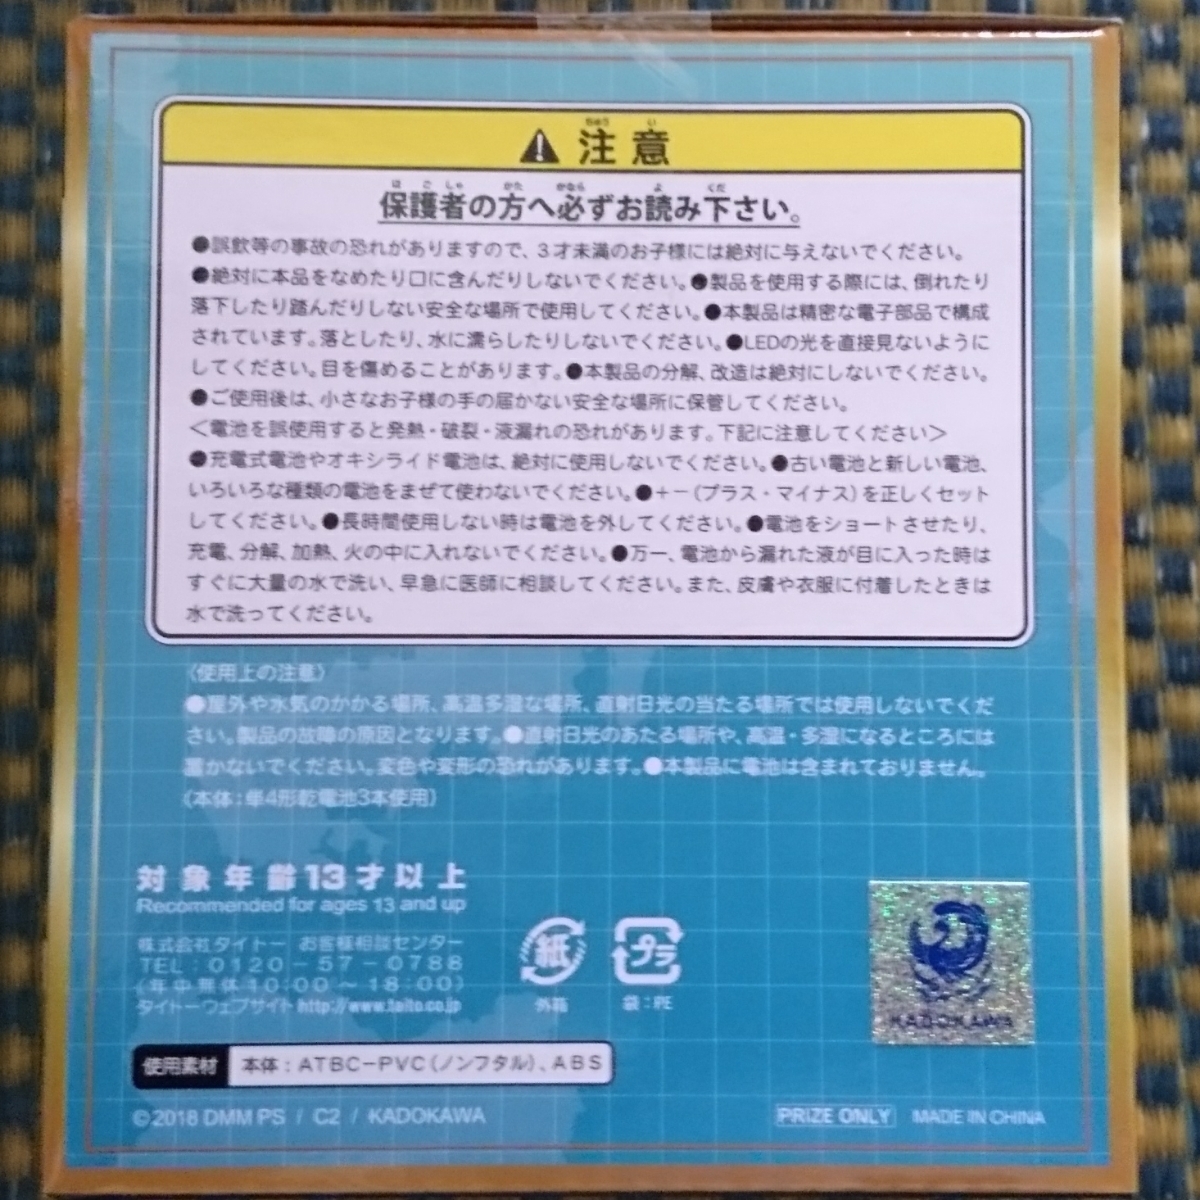 ⚠注意
保護者の方へ必ずお読み下さい。
●誤飲等の事故の恐れがありますので、3才未満のお子様には絶対に与えないでください。
●絶対に本品をなめたり口に含んだりしないでください。●製品を使用する際には、倒れたり
落下したり踏んだりしない安全な場所で使用してください。●本製品は精密な電子部品で構成
されています。落としたり、水に濡らしたりしないでください。●LEDの光を直接見ないように
してください。目を傷めることがあります。●本製品の分解、改造は絶対にしないでください。
●ご使用後は、小さなお子様の手の届かない安全な場所に保管してください。
＜電池を誤使用すると発熱・破裂・液漏れの恐れがあります。下記に注意してください＞
●充電式電池やオキシライド電池は、絶対に使用しないでください。●古い電池と新しい電池、
いろいろな種類の電池をまぜて使わないでください。●＋−（プラス・マイナス）を正しくセット
してください。●長時間使用しない時は電池を外してください。●電池をショートさせたり、
充電、分解、加熱、火の中に入れないでください。●万一、電池から漏れた液が目に入った時は
すぐに大量の水で洗い、早急に医師に相談してください。また、皮膚や衣服に付着したときは
水で洗ってください。
〈使用上の注意〉
●屋外や水気のかかる場所、高温多湿な場所、直射日光の当たる場所では使用しないでくだ
さい。製品の故障の原因となります。●直射日光のあたる場所や、高温・多湿になるところには
置かないでください。変色や変形の恐れがあります。●本製品に電池は含まれておりません。
（本体：単4形乾電池3本使用）
対象年齢13才以上
Recommended for ages 13 and up
株式会社タイトー お客様相談センター
TEL：0120−57−0788
（年中無休10：00〜18：00）
タイトーウェブサイト http://www.taito.co.jp
紙
外箱
プラ
袋：PE
KADOKAWA
使用素材 本体：ATBC−PVC（ノンフタル）、ABS
©2018 DMM PS / C2 / KADOKAWA
PRIZE ONLY MADE IN CHINA